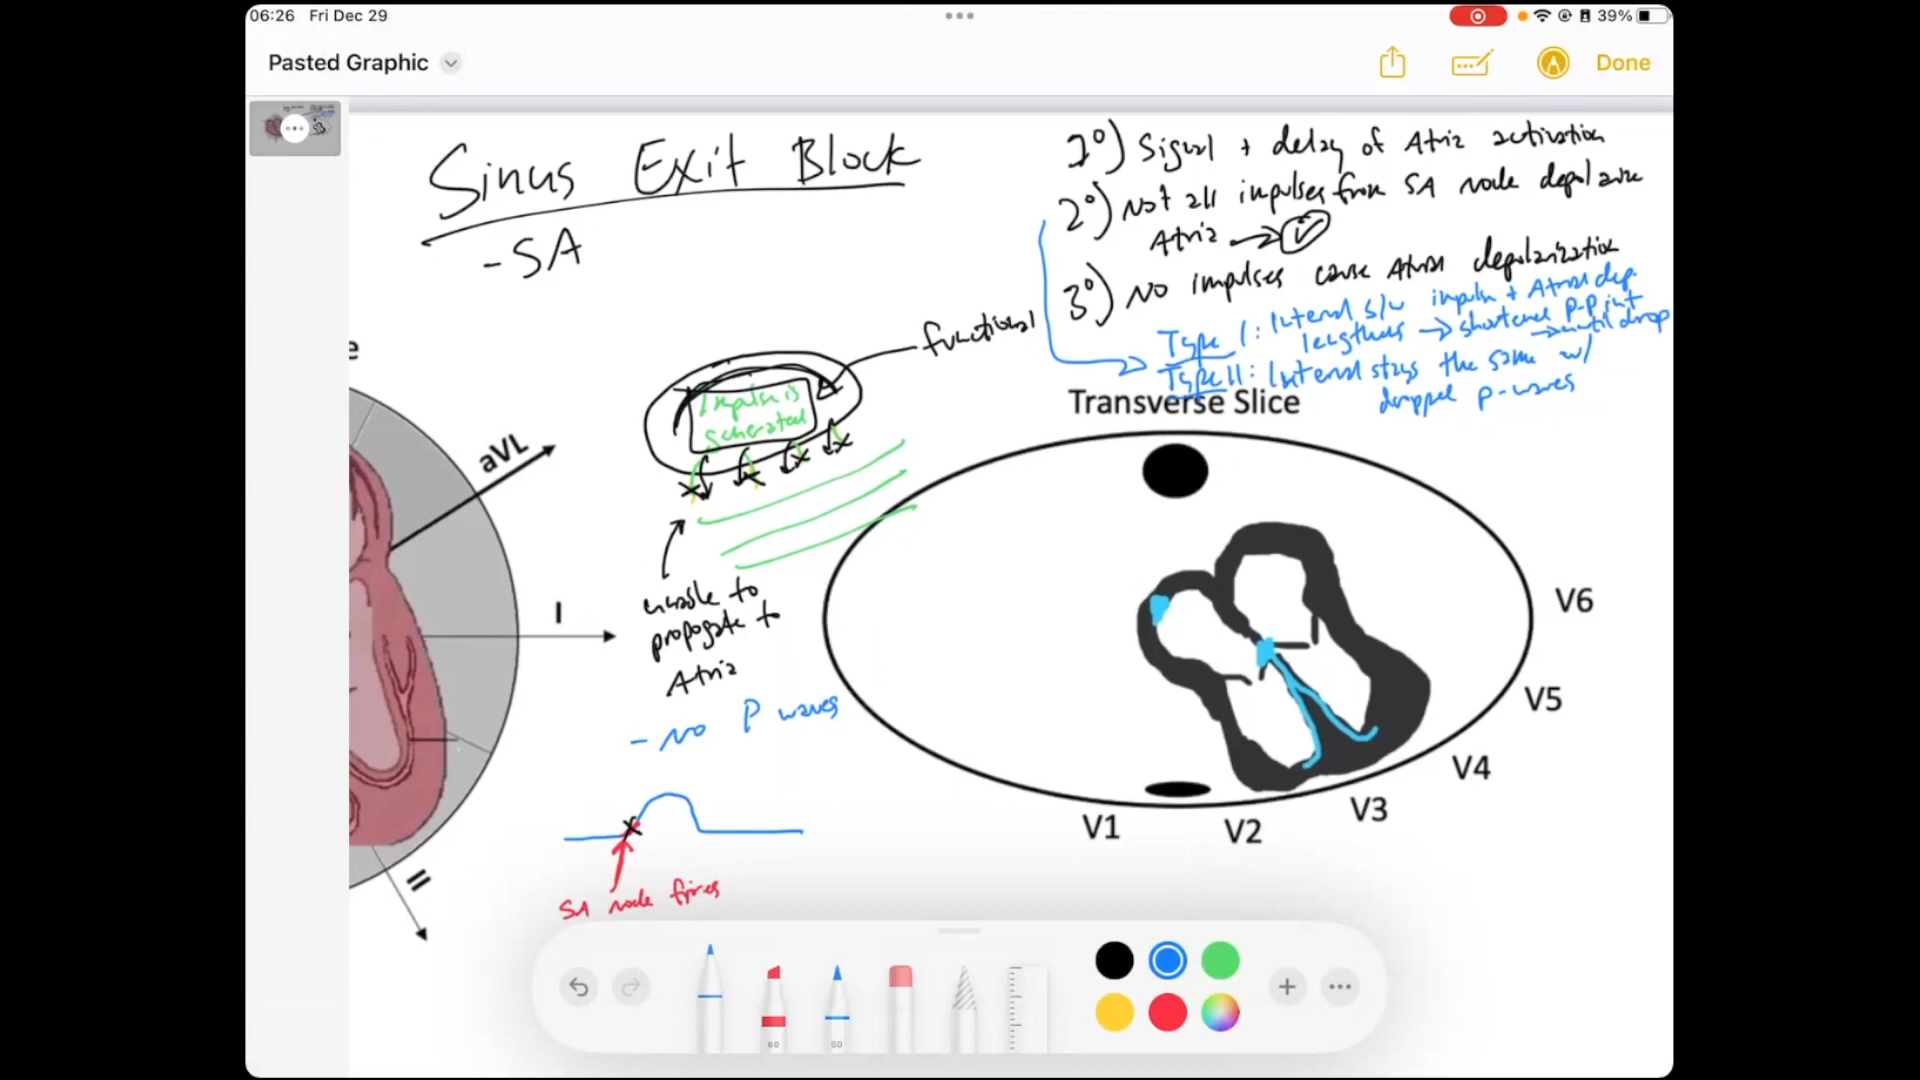 06:26 Fri Dec 29
39%
Pasted Graphic
Done
Sinus Exit Block
-SA
1°) Signal + delay of Atria activation
2°) Not all impulses from SA node depolarize
Atria →
3°) No impulses cause Atrial depolarization
Type I: Interval s/w impulse + Atrial dep.
lengthens → shortened P-P int
→ until drop
Type II: Interval stays the same w/
dropped p-waves
functional
Impulse is
generated
unable to
propogate to
Atria
- no P waves
SA node fires
e
aVL
I
II
Transverse Slice
V6
V5
V4
V3
V2
V1
80
50